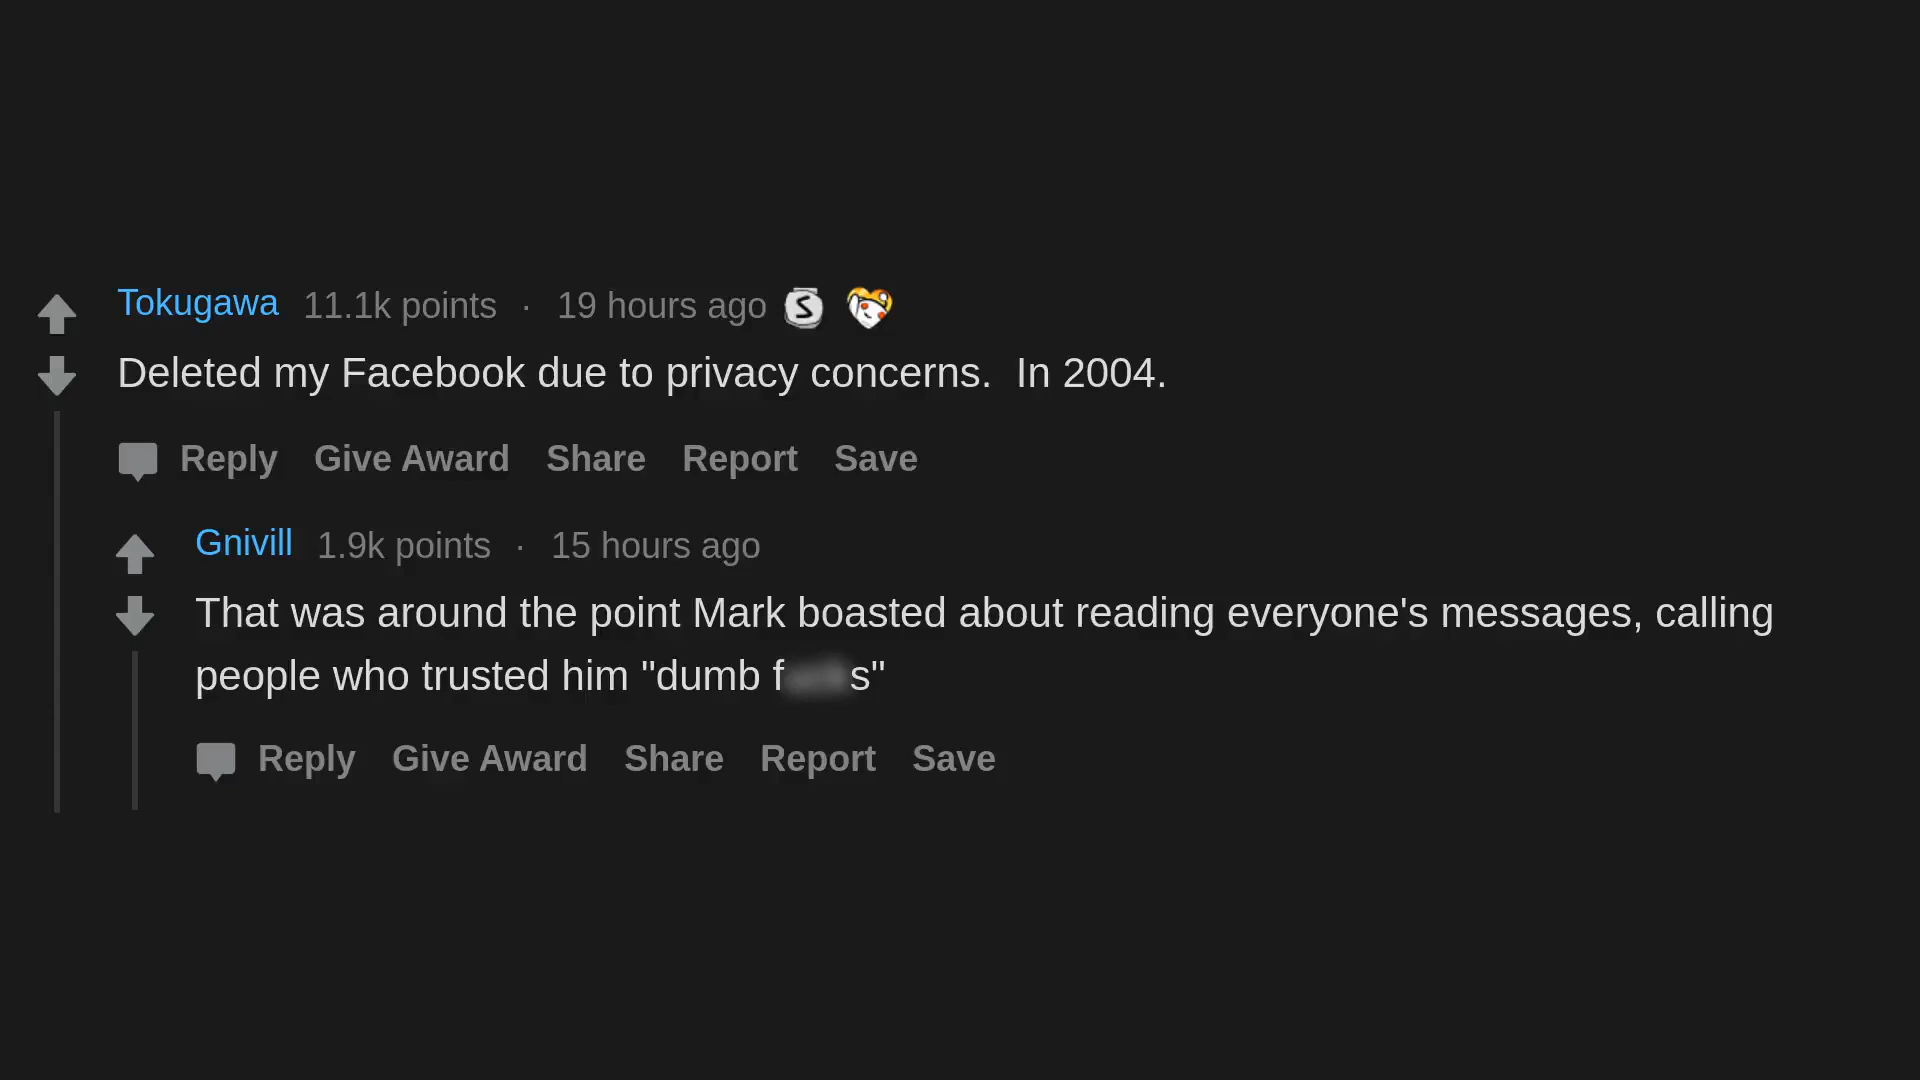 Tokugawa 11.1k points · 19 hours ago
Deleted my Facebook due to privacy concerns.  In 2004.
Reply Give Award Share Report Save
Gnivill 1.9k points · 15 hours ago
That was around the point Mark boasted about reading everyone's messages, calling
people who trusted him "dumb f s"
Reply Give Award Share Report Save